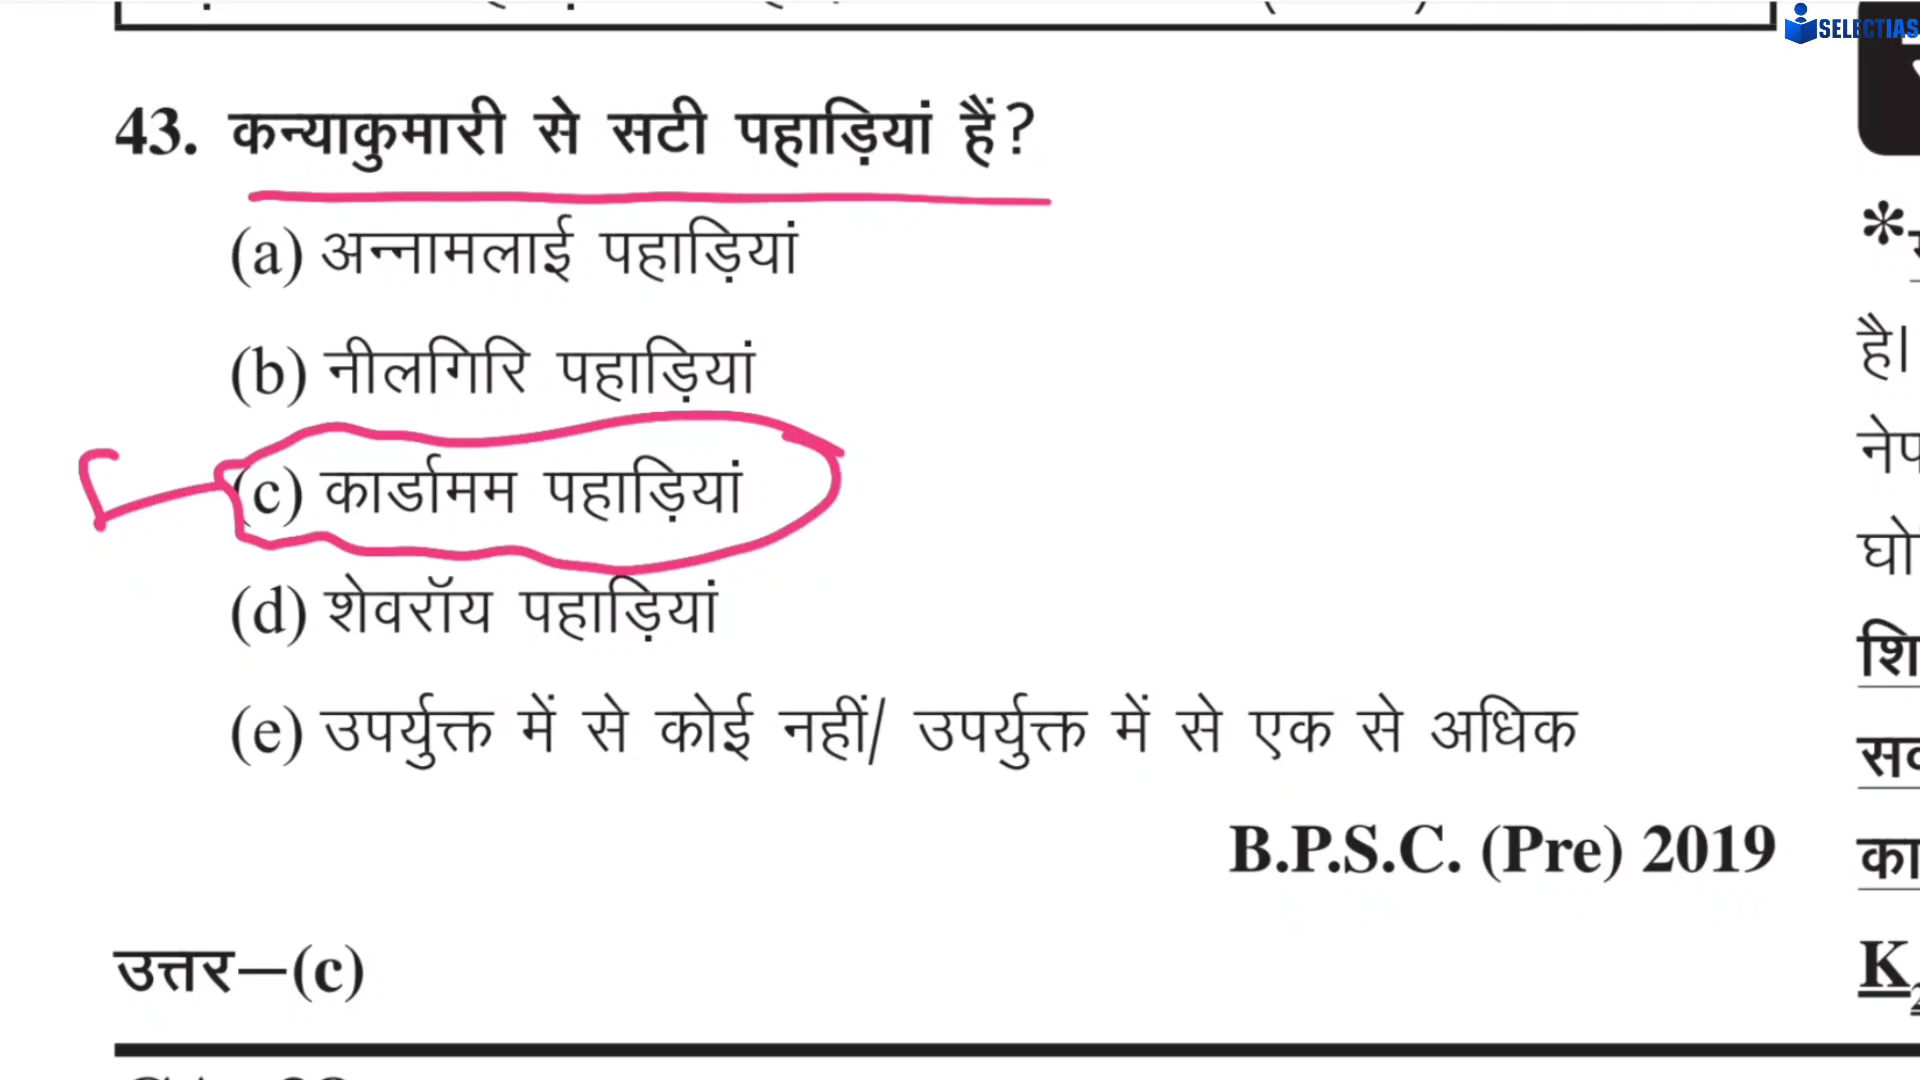 SELECTIAS
43. कन्याकुमारी से सटी पहाड़ियां हैं?
(a) अन्नामलाई पहाड़ियां
(b) नीलगिरि पहाड़ियां
(c) कार्डामम पहाड़ियां
(d) शेवरॉय पहाड़ियां
(e) उपर्युक्त में से कोई नहीं/ उपर्युक्त में से एक से अधिक
B.P.S.C. (Pre) 2019
उत्तर—(c)
है।
शि
का
K